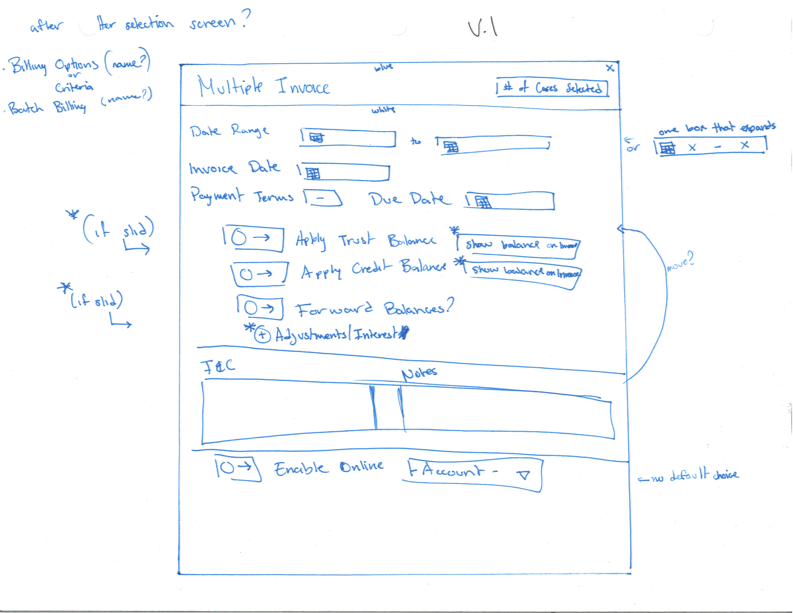 after Her selection screen?
V.1
· Billing Options (name?)
or
Criteria
· Batch Billing (name?)
blue
x
Multiple Invoice
# of Cases Selected
white
Date Range
to
← or
one box that expands
x - x
Invoice Date
Payment Terms
-
Due Date
* (if slid)
→ Apply Trust Balance
* show balance on Invoice
→ Apply Credit Balance
* show balance on Invoice
move?
* (if slid)
→ Forward Balances?
* + Adjustments/Interest
T&C
Notes
→ Enable Online
- Account -
← no default choice